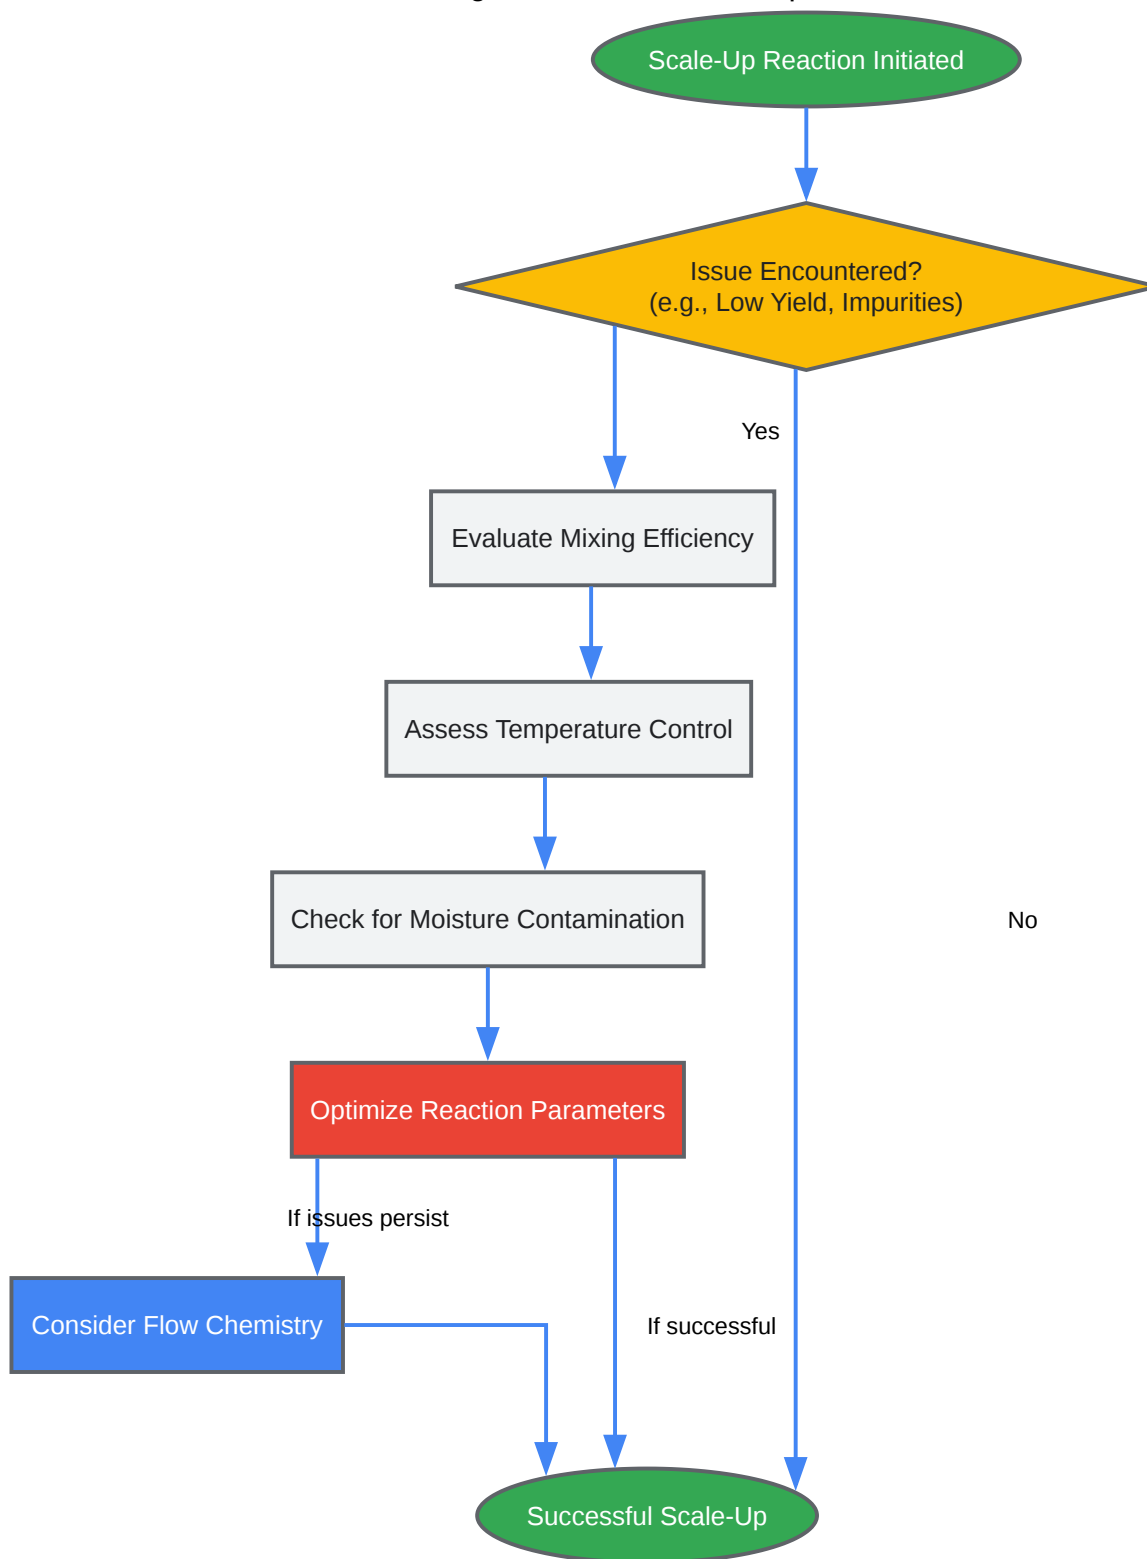 Scale-Up Reaction Initiated
Issue Encountered?
(e.g., Low Yield, Impurities)
Yes
Evaluate Mixing Efficiency
Assess Temperature Control
Check for Moisture Contamination
No
Optimize Reaction Parameters
If issues persist
Consider Flow Chemistry
If successful
Successful Scale-Up